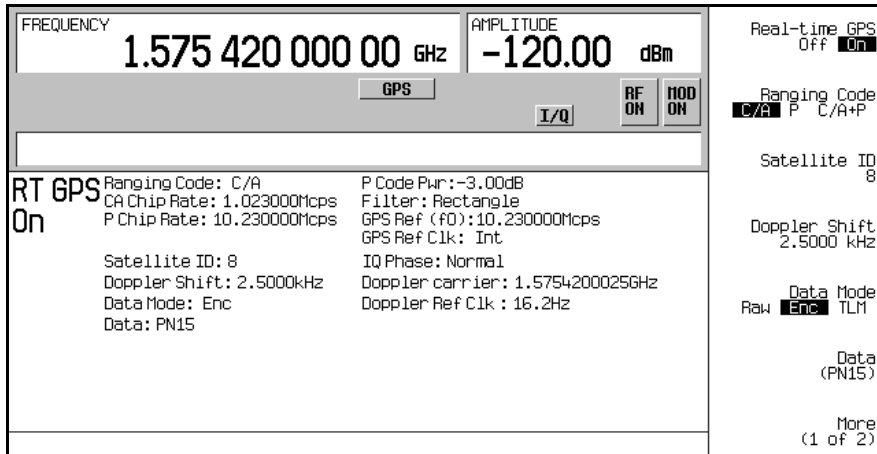 FREQUENCY
1.575 420 000 00 GHz
AMPLITUDE
-120.00 dBm
GPS
I/Q
RF ON
MOD ON
RT GPS On
Ranging Code: C/A
CA Chip Rate: 1.023000Mcps
P Chip Rate: 10.230000Mcps
Satellite ID: 8
Doppler Shift: 2.5000kHz
Data Mode: Enc
Data: PN15
P Code Pwr:-3.00dB
Filter: Rectangle
GPS Ref (f0):10.230000Mcps
GPS Ref Clk: Int
IQ Phase: Normal
Doppler carrier: 1.5754200025GHz
Doppler Ref Clk : 16.2Hz
Real-time GPS
Off On
Ranging Code
C/A P C/A+P
Satellite ID
8
Doppler Shift
2.5000 kHz
Data Mode
Raw Enc TLM
Data
(PN15)
More
(1 of 2)